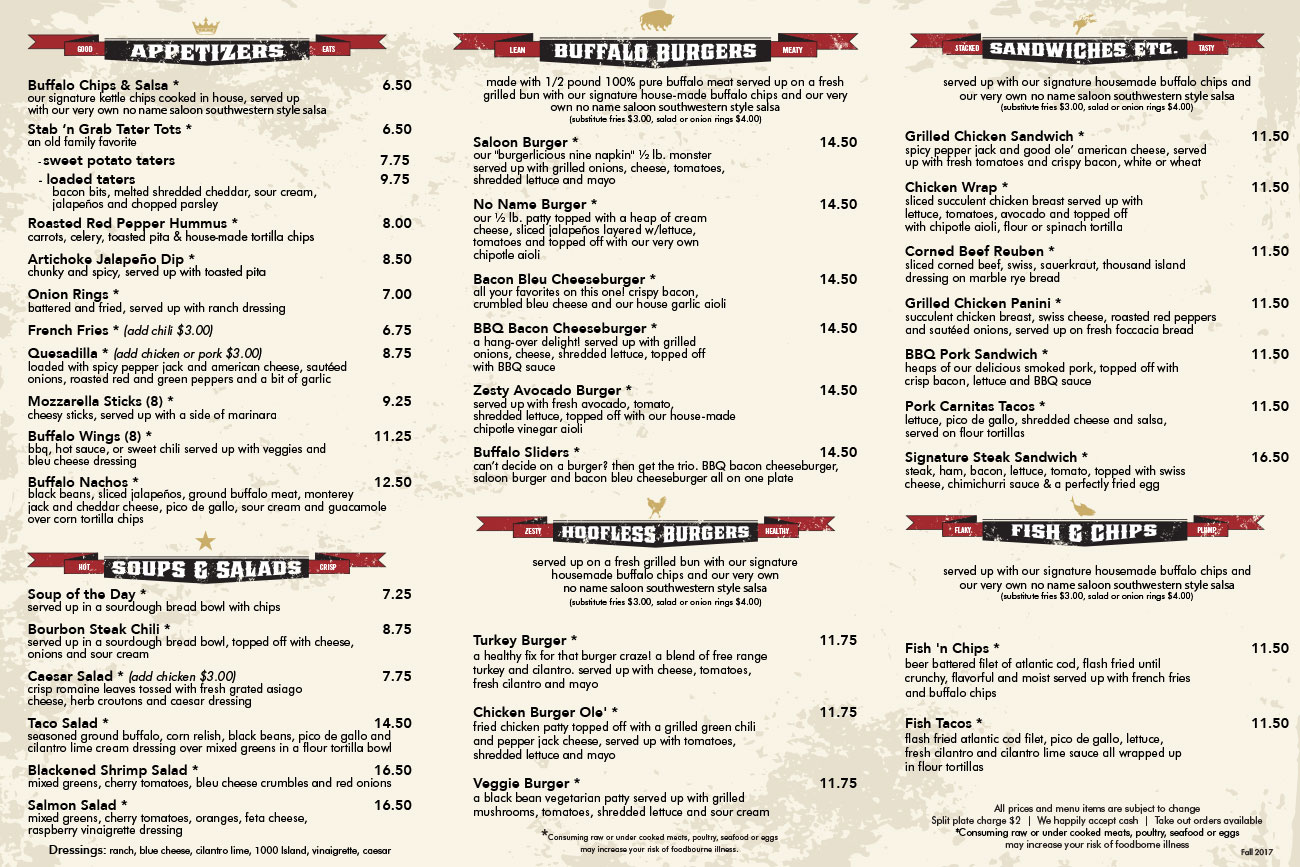 GOOD APPETIZERS EATS
Buffalo Chips & Salsa * 6.50
our signature kettle chips cooked in house, served up
with our very own no name saloon southwestern style salsa
Stab 'n Grab Tater Tots * 6.50
an old family favorite
- sweet potato taters 7.75
- loaded taters 9.75
bacon bits, melted shredded cheddar, sour cream,
jalapeños and chopped parsley
Roasted Red Pepper Hummus * 8.00
carrots, celery, toasted pita & house-made tortilla chips
Artichoke Jalapeño Dip * 8.50
chunky and spicy, served up with toasted pita
Onion Rings * 7.00
battered and fried, served up with ranch dressing
French Fries * (add chili $3.00) 6.75
Quesadilla * (add chicken or pork $3.00) 8.75
loaded with spicy pepper jack and american cheese, sautéed
onions, roasted red and green peppers and a bit of garlic
Mozzarella Sticks (8) * 9.25
cheesy sticks, served up with a side of marinara
Buffalo Wings (8) * 11.25
bbq, hot sauce, or sweet chili served up with veggies and
bleu cheese dressing
Buffalo Nachos * 12.50
black beans, sliced jalapeños, ground buffalo meat, monterey
jack and cheddar cheese, pico de gallo, sour cream and guacamole
over corn tortilla chips
HOT SOUPS & SALADS CRISP
Soup of the Day * 7.25
served up in a sourdough bread bowl with chips
Bourbon Steak Chili * 8.75
served up in a sourdough bread bowl, topped off with cheese,
onions and sour cream
Caesar Salad * (add chicken $3.00) 7.75
crisp romaine leaves tossed with fresh grated asiago
cheese, herb croutons and caesar dressing
Taco Salad * 14.50
seasoned ground buffalo, corn relish, black beans, pico de gallo and
cilantro lime cream dressing over mixed greens in a flour tortilla bowl
Blackened Shrimp Salad * 16.50
mixed greens, cherry tomatoes, bleu cheese crumbles and red onions
Salmon Salad * 16.50
mixed greens, cherry tomatoes, oranges, feta cheese,
raspberry vinaigrette dressing
Dressings: ranch, blue cheese, cilantro lime, 1000 Island, vinaigrette, caesar
LEAN BUFFALO BURGERS MEATY
made with 1/2 pound 100% pure buffalo meat served up on a fresh
grilled bun with our signature house-made buffalo chips and our very
own no name saloon southwestern style salsa
(substitute fries $3.00, salad or onion rings $4.00)
Saloon Burger * 14.50
our "burgerlicious nine napkin" ½ lb. monster
served up with grilled onions, cheese, tomatoes,
shredded lettuce and mayo
No Name Burger * 14.50
our ½ lb. patty topped with a heap of cream
cheese, sliced jalapeños layered w/lettuce,
tomatoes and topped off with our very own
chipotle aioli
Bacon Bleu Cheeseburger * 14.50
all your favorites on this one! crispy bacon,
crumbled bleu cheese and our house garlic aioli
BBQ Bacon Cheeseburger * 14.50
a hang-over delight! served up with grilled
onions, cheese, shredded lettuce, topped off
with BBQ sauce
Zesty Avocado Burger * 14.50
served up with fresh avocado, tomato,
shredded lettuce, topped off with our house-made
chipotle vinegar aioli
Buffalo Sliders * 14.50
can't decide on a burger? then get the trio. BBQ bacon cheeseburger,
saloon burger and bacon bleu cheeseburger all on one plate
ZESTY HOOFLESS BURGERS HEALTHY
served up on a fresh grilled bun with our signature
housemade buffalo chips and our very own
no name saloon southwestern style salsa
(substitute fries $3.00, salad or onion rings $4.00)
Turkey Burger * 11.75
a healthy fix for that burger craze! a blend of free range
turkey and cilantro. served up with cheese, tomatoes,
fresh cilantro and mayo
Chicken Burger Ole' * 11.75
fried chicken patty topped off with a grilled green chili
and pepper jack cheese, served up with tomatoes,
shredded lettuce and mayo
Veggie Burger * 11.75
a black bean vegetarian patty served up with grilled
mushrooms, tomatoes, shredded lettuce and sour cream
*Consuming raw or under cooked meats, poultry, seafood or eggs
may increase your risk of foodbourne illness.
STACKED SANDWICHES ETC. TASTY
served up with our signature housemade buffalo chips and
our very own no name saloon southwestern style salsa
(substitute fries $3.00, salad or onion rings $4.00)
Grilled Chicken Sandwich * 11.50
spicy pepper jack and good ole' american cheese, served
up with fresh tomatoes and crispy bacon, white or wheat
Chicken Wrap * 11.50
sliced succulent chicken breast served up with
lettuce, tomatoes, avocado and topped off
with chipotle aioli, flour or spinach tortilla
Corned Beef Reuben * 11.50
sliced corned beef, swiss, sauerkraut, thousand island
dressing on marble rye bread
Grilled Chicken Panini * 11.50
succulent chicken breast, swiss cheese, roasted red peppers
and sautéed onions, served up on fresh foccacia bread
BBQ Pork Sandwich * 11.50
heaps of our delicious smoked pork, topped off with
crisp bacon, lettuce and BBQ sauce
Pork Carnitas Tacos * 11.50
lettuce, pico de gallo, shredded cheese and salsa,
served on flour tortillas
Signature Steak Sandwich * 16.50
steak, ham, bacon, lettuce, tomato, topped with swiss
cheese, chimichurri sauce & a perfectly fried egg
FLAKY FISH & CHIPS PLUMP
served up with our signature housemade buffalo chips and
our very own no name saloon southwestern style salsa
(substitute fries $3.00, salad or onion rings $4.00)
Fish 'n Chips * 11.50
beer battered filet of atlantic cod, flash fried until
crunchy, flavorful and moist served up with french fries
and buffalo chips
Fish Tacos * 11.50
flash fried atlantic cod filet, pico de gallo, lettuce,
fresh cilantro and cilantro lime sauce all wrapped up
in flour tortillas
All prices and menu items are subject to change
Split plate charge $2 | We happily accept cash | Take out orders available
*Consuming raw or under cooked meats, poultry, seafood or eggs
may increase your risk of foodborne illness
Fall 2017